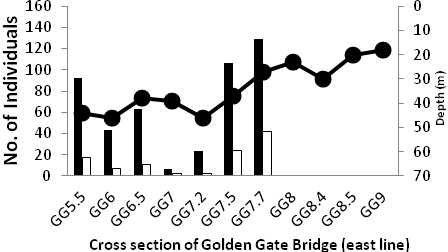 160
140
120
100
80
60
40
20
0
No. of Individuals
0
10
20
30
40
50
60
70
Depth (m)
GG5.5
GG6
GG6.5
GG7
GG7.2
GG7.5
GG7.7
GG8
GG8.4
GG8.5
GG9
Cross section of Golden Gate Bridge (east line)